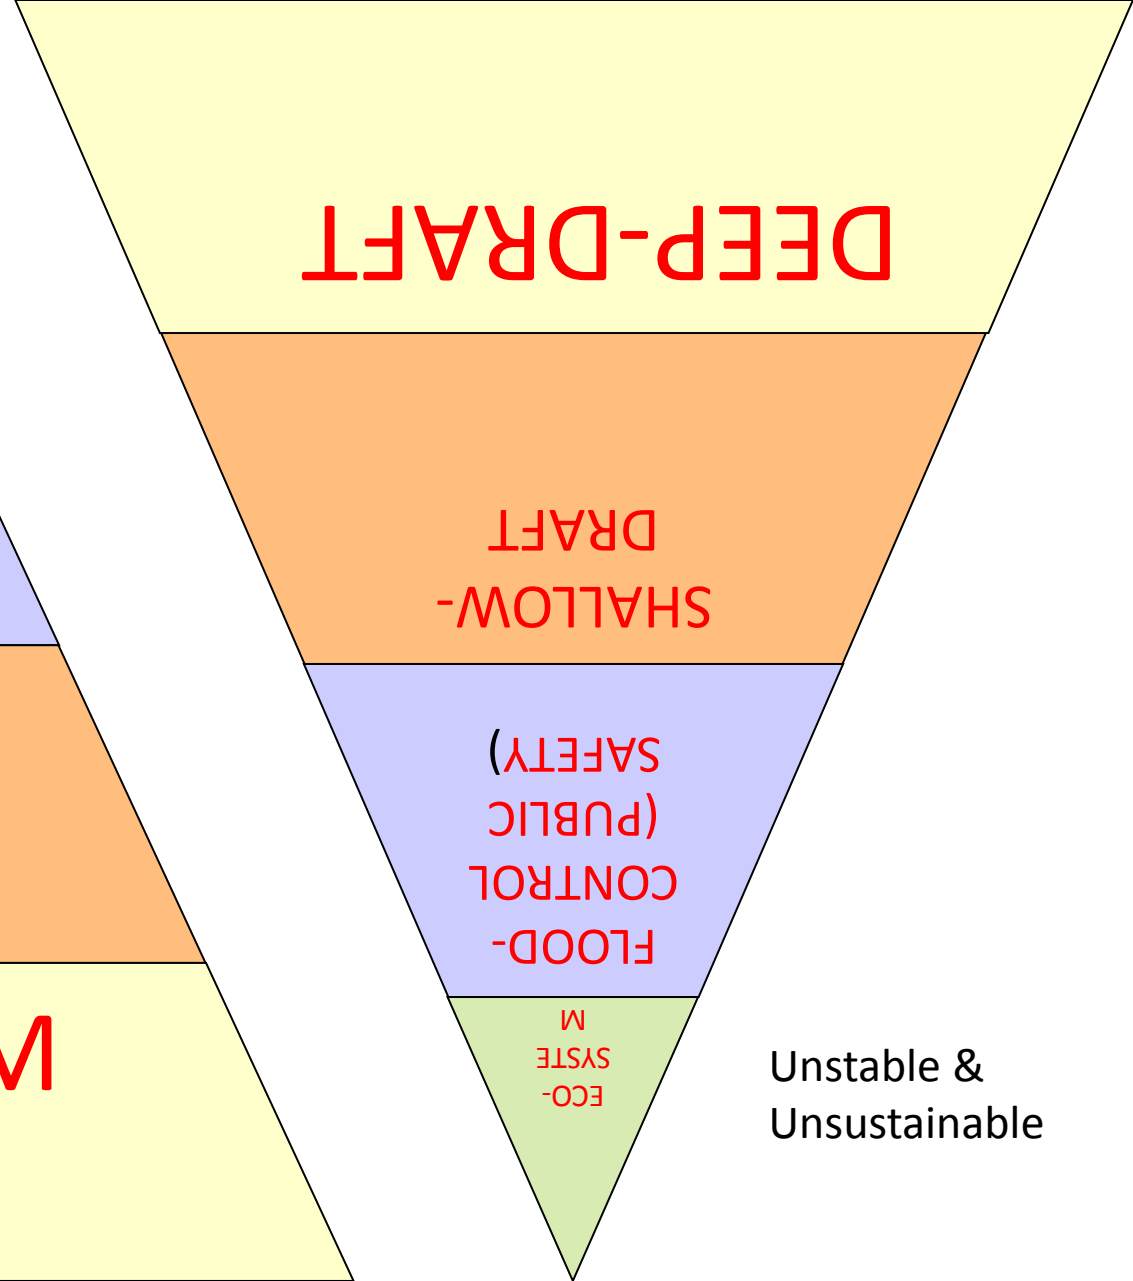 DEEP-DRAFT
SHALLOW-
DRAFT
FLOOD-
CONTROL
(PUBLIC
SAFETY)
ECO-
SYSTE
M
M
Unstable &
Unsustainable